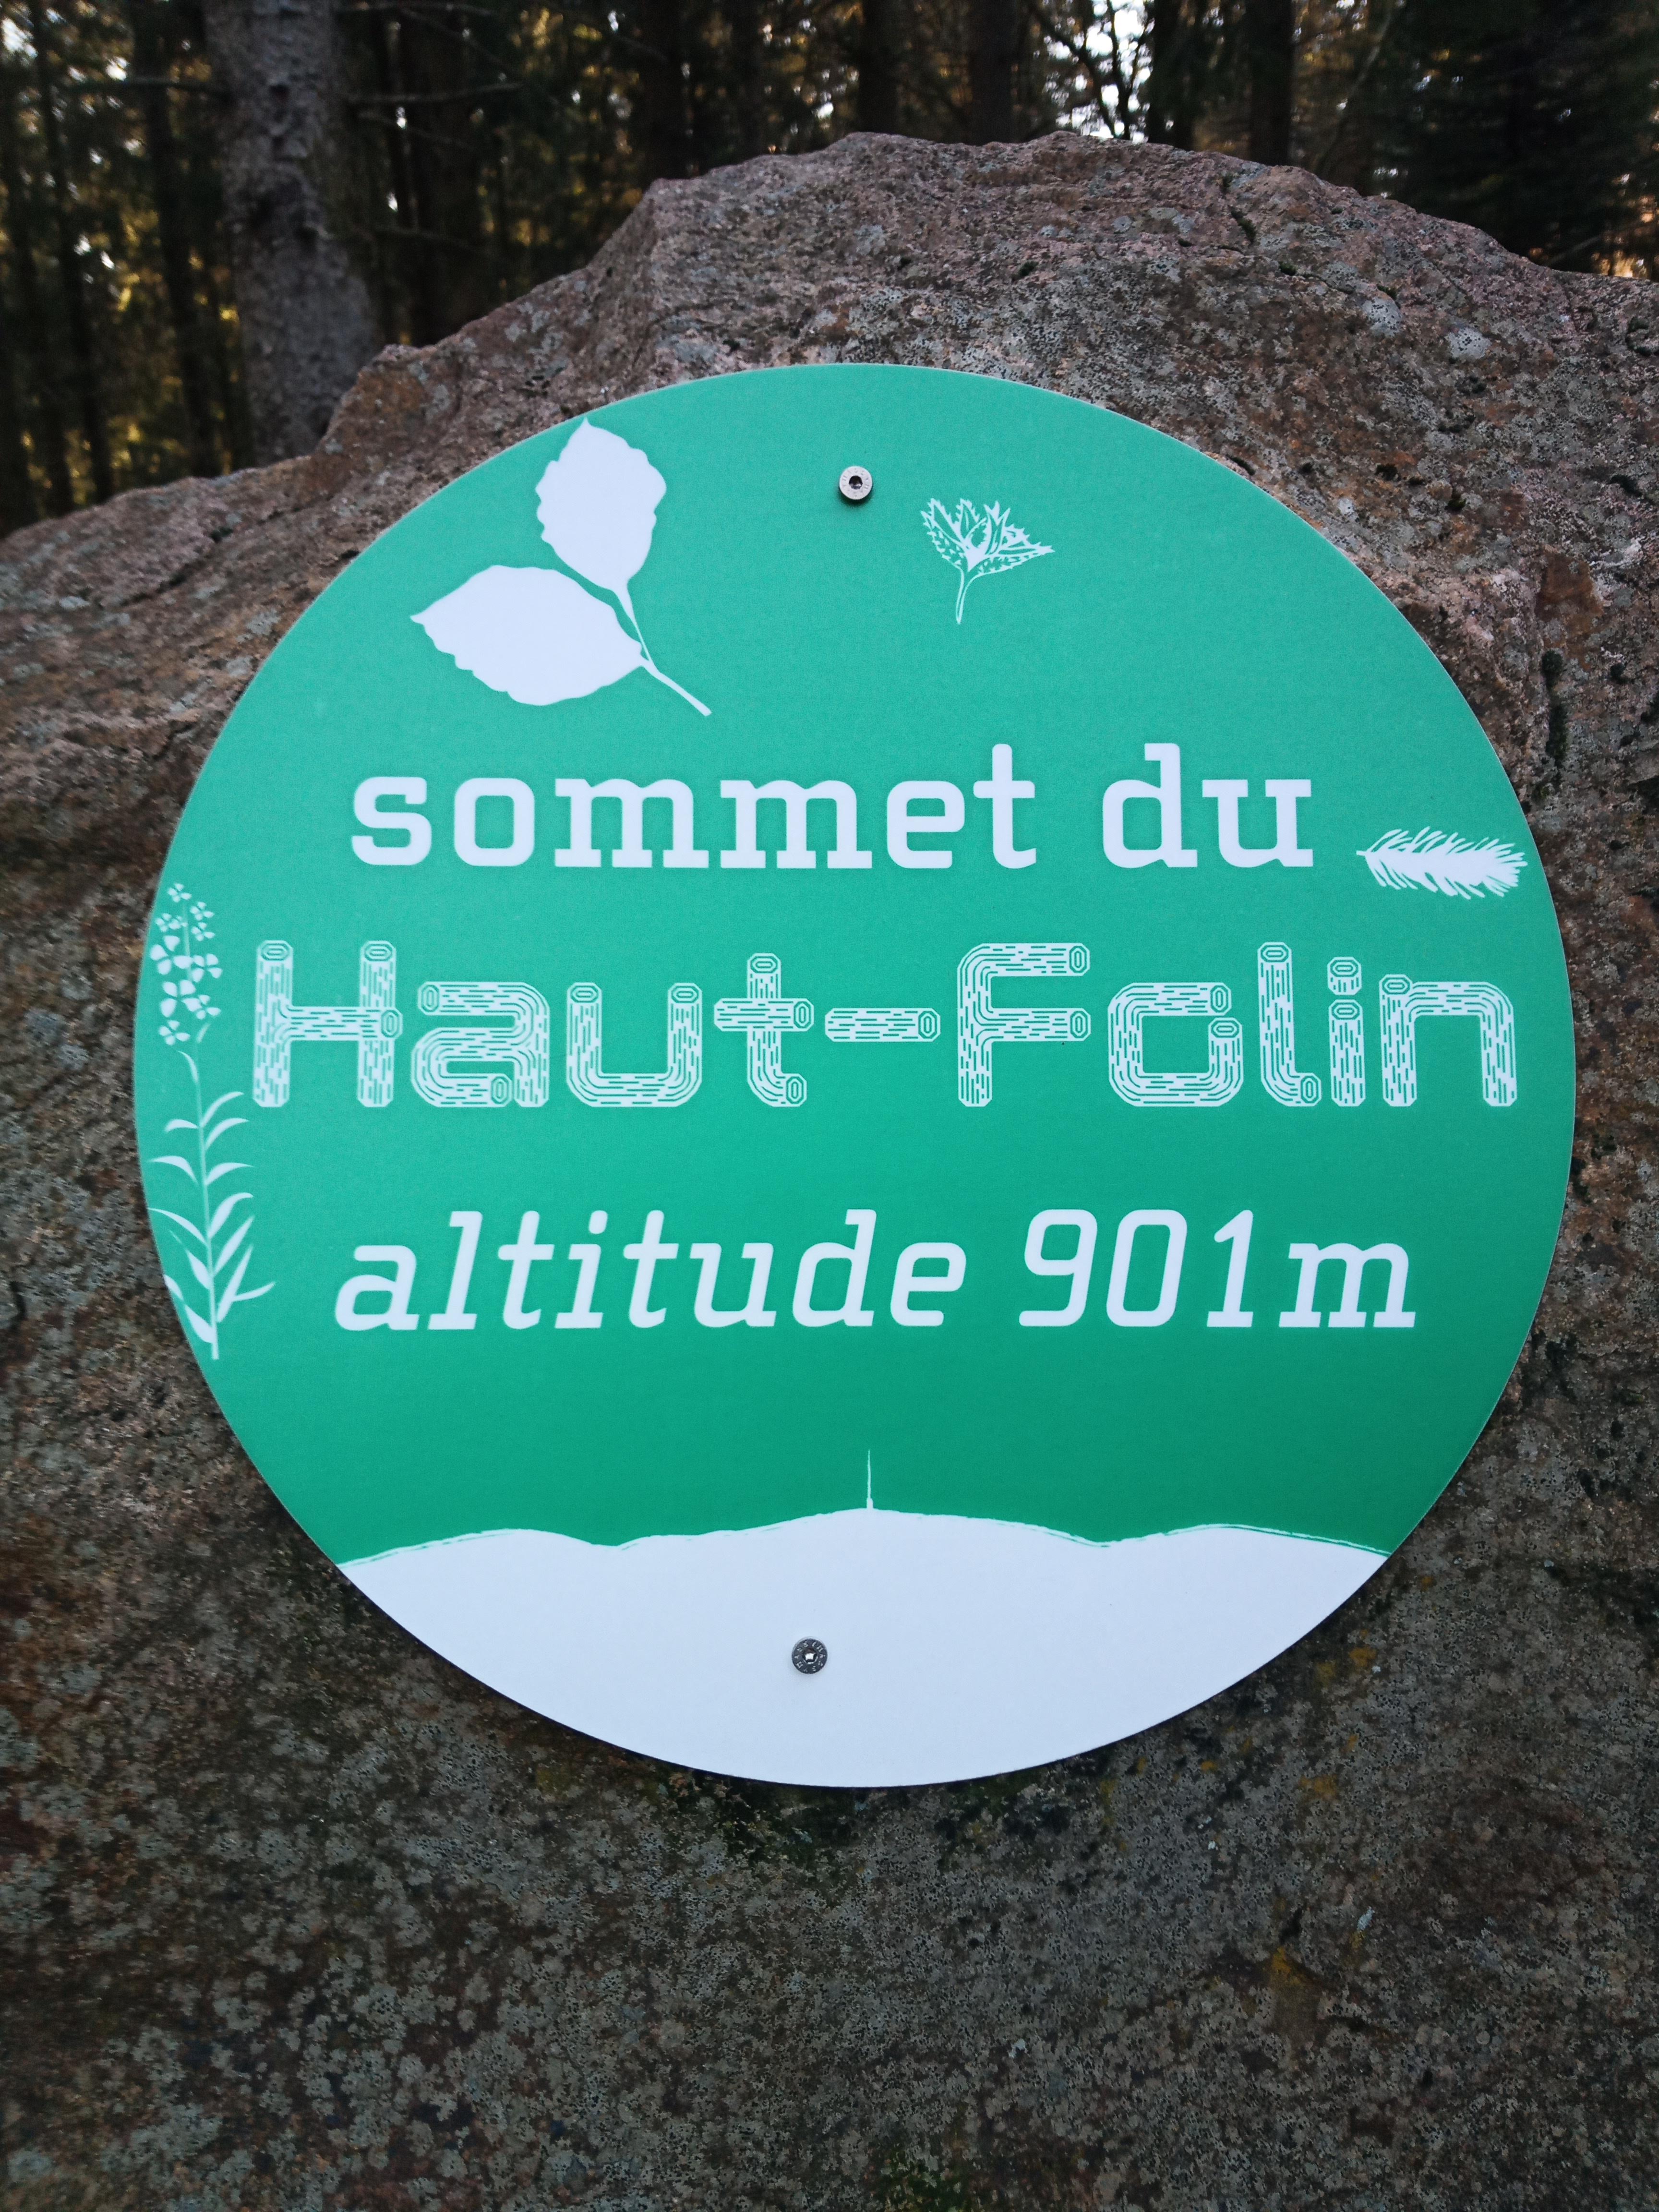 sommet du
Haut-Folin
altitude 901m